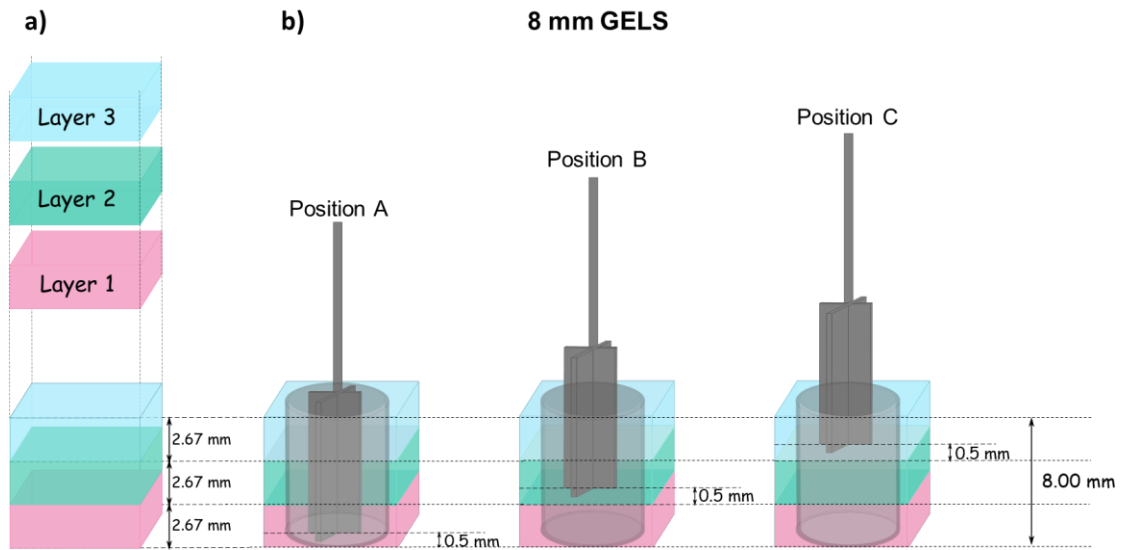 a)
b)
8 mm GELS
Layer 3
Layer 2
Layer 1
Position A
Position B
Position C
2.67 mm
2.67 mm
2.67 mm
0.5 mm
0.5 mm
0.5 mm
8.00 mm